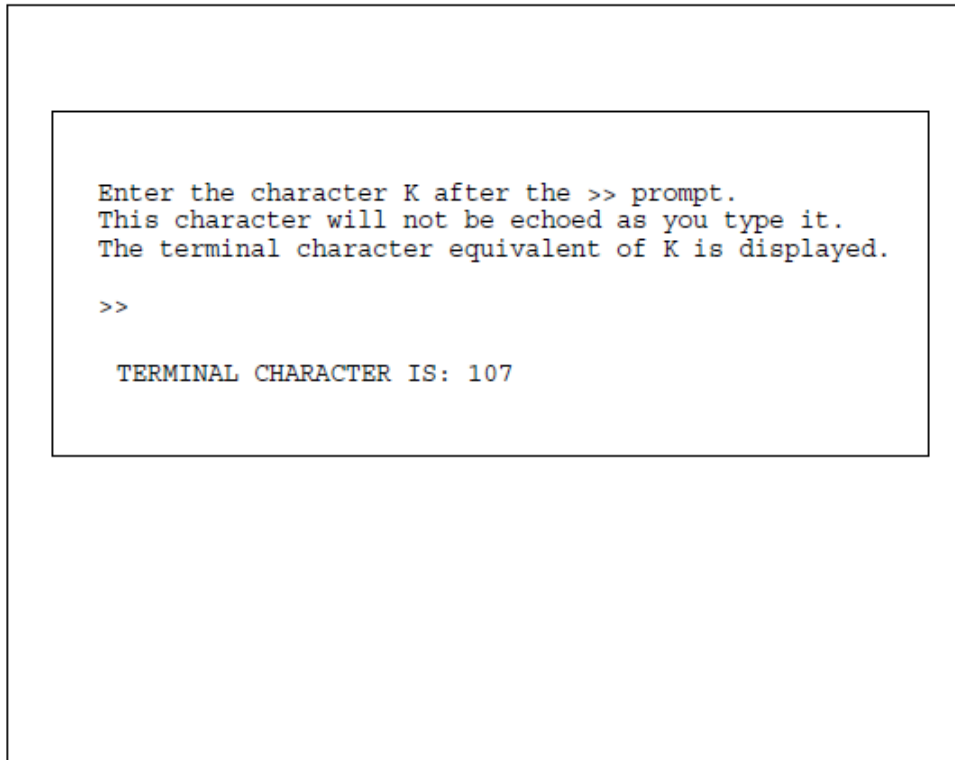 Enter the character K after the >> prompt.
This character will not be echoed as you type it.
The terminal character equivalent of K is displayed.
>>
TERMINAL CHARACTER IS: 107